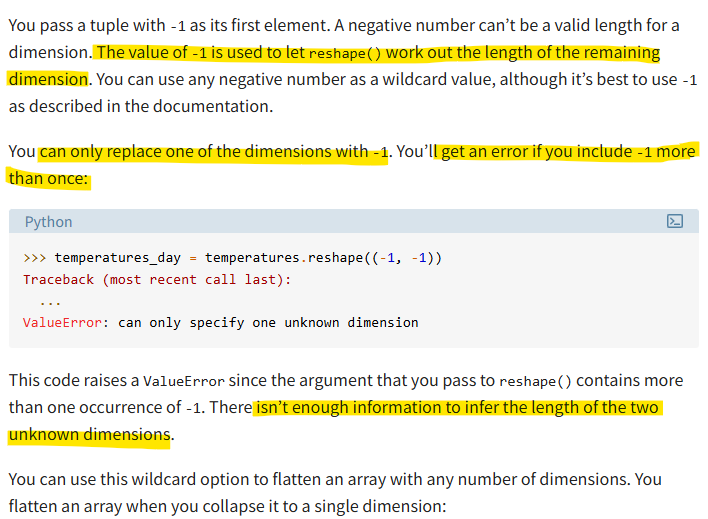 You pass a tuple with -1 as its first element. A negative number can’t be a valid length for a
dimension. The value of -1 is used to let reshape() work out the length of the remaining
dimension. You can use any negative number as a wildcard value, although it’s best to use -1
as described in the documentation.
You can only replace one of the dimensions with -1. You’ll get an error if you include -1 more
than once:
Python
>>> temperatures_day = temperatures.reshape((-1, -1))
Traceback (most recent call last):
  ...
ValueError: can only specify one unknown dimension
This code raises a ValueError since the argument that you pass to reshape() contains more
than one occurrence of -1. There isn’t enough information to infer the length of the two
unknown dimensions.
You can use this wildcard option to flatten an array with any number of dimensions. You
flatten an array when you collapse it to a single dimension: